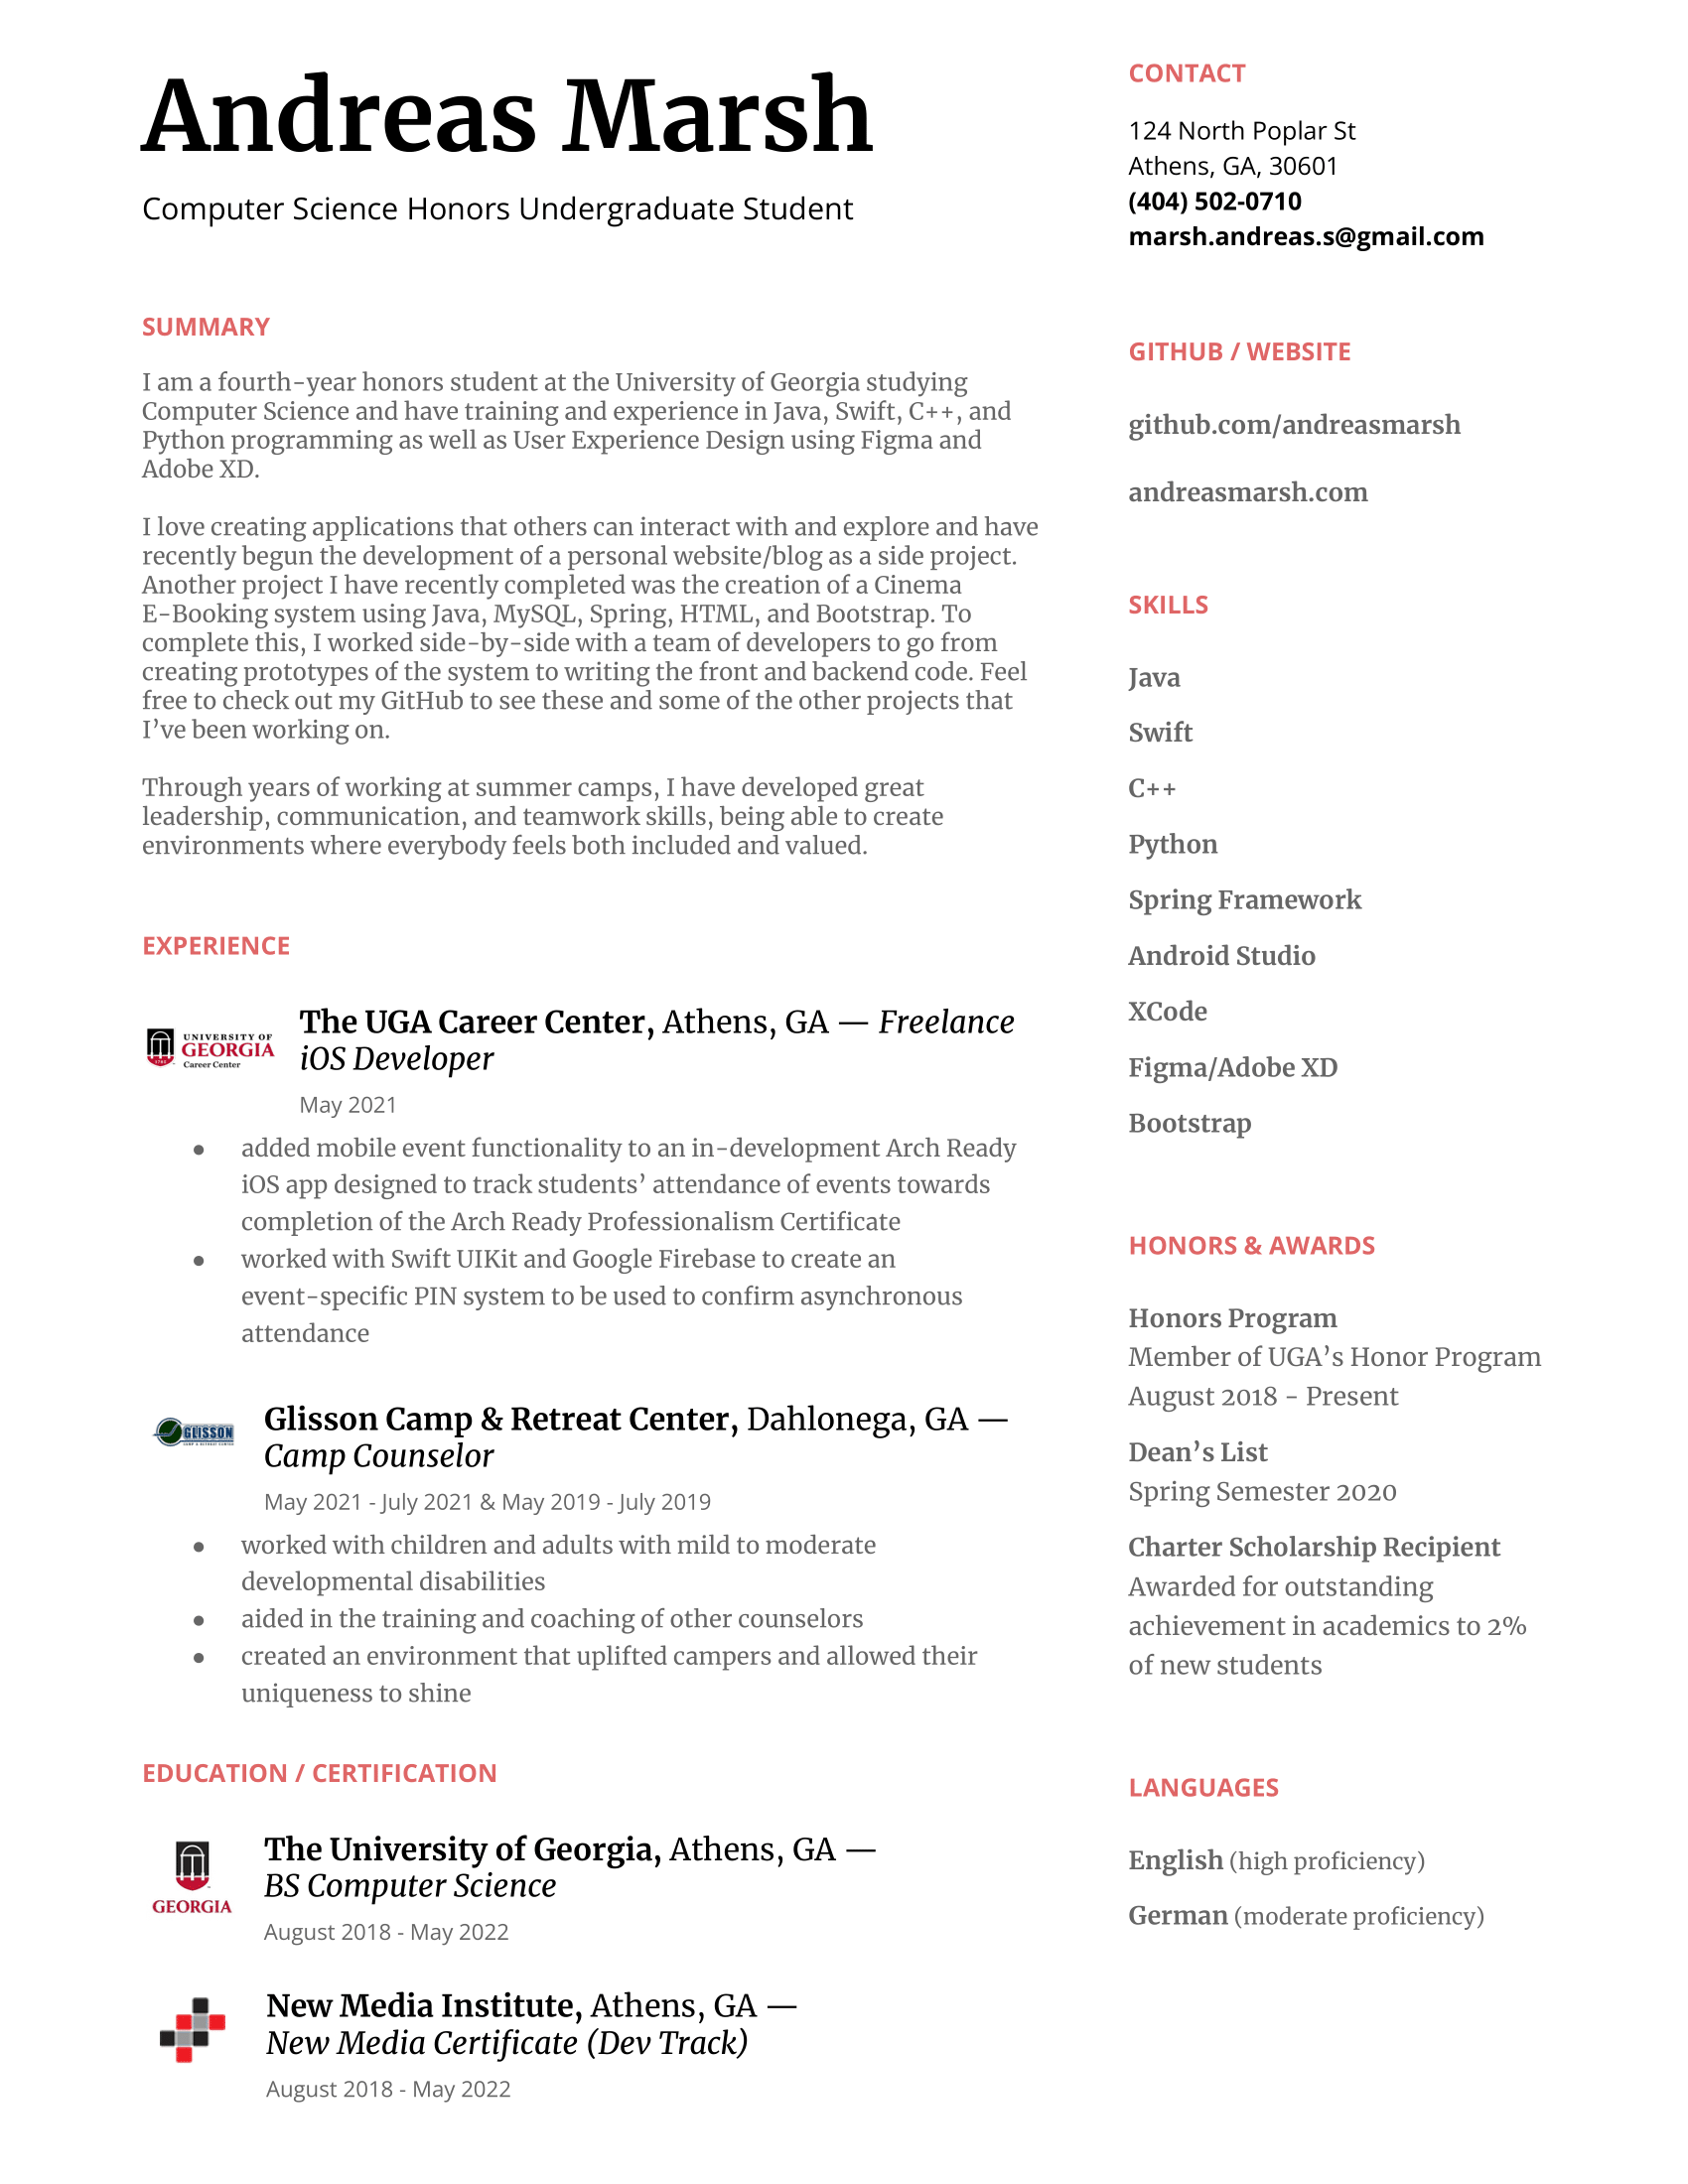 Andreas Marsh
Computer Science Honors Undergraduate Student
SUMMARY
I am a fourth-year honors student at the University of Georgia studying
Computer Science and have training and experience in Java, Swift, C++, and
Python programming as well as User Experience Design using Figma and
Adobe XD.
I love creating applications that others can interact with and explore and have
recently begun the development of a personal website/blog as a side project.
Another project I have recently completed was the creation of a Cinema
E-Booking system using Java, MySQL, Spring, HTML, and Bootstrap. To
complete this, I worked side-by-side with a team of developers to go from
creating prototypes of the system to writing the front and backend code. Feel
free to check out my GitHub to see these and some of the other projects that
I’ve been working on.
Through years of working at summer camps, I have developed great
leadership, communication, and teamwork skills, being able to create
environments where everybody feels both included and valued.
EXPERIENCE
UNIVERSITY OF
GEORGIA
Career Center
The UGA Career Center, Athens, GA — Freelance
iOS Developer
May 2021
● added mobile event functionality to an in-development Arch Ready
iOS app designed to track students’ attendance of events towards
completion of the Arch Ready Professionalism Certificate
● worked with Swift UIKit and Google Firebase to create an
event-specific PIN system to be used to confirm asynchronous
attendance
GLISSON
CAMP & RETREAT CENTER
Glisson Camp & Retreat Center, Dahlonega, GA —
Camp Counselor
May 2021 - July 2021 & May 2019 - July 2019
● worked with children and adults with mild to moderate
developmental disabilities
● aided in the training and coaching of other counselors
● created an environment that uplifted campers and allowed their
uniqueness to shine
EDUCATION / CERTIFICATION
GEORGIA
The University of Georgia, Athens, GA —
BS Computer Science
August 2018 - May 2022
New Media Institute, Athens, GA —
New Media Certificate (Dev Track)
August 2018 - May 2022
CONTACT
124 North Poplar St
Athens, GA, 30601
(404) 502-0710
marsh.andreas.s@gmail.com
GITHUB / WEBSITE
github.com/andreasmarsh
andreasmarsh.com
SKILLS
Java
Swift
C++
Python
Spring Framework
Android Studio
XCode
Figma/Adobe XD
Bootstrap
HONORS & AWARDS
Honors Program
Member of UGA’s Honor Program
August 2018 - Present
Dean’s List
Spring Semester 2020
Charter Scholarship Recipient
Awarded for outstanding
achievement in academics to 2%
of new students
LANGUAGES
English (high proficiency)
German (moderate proficiency)